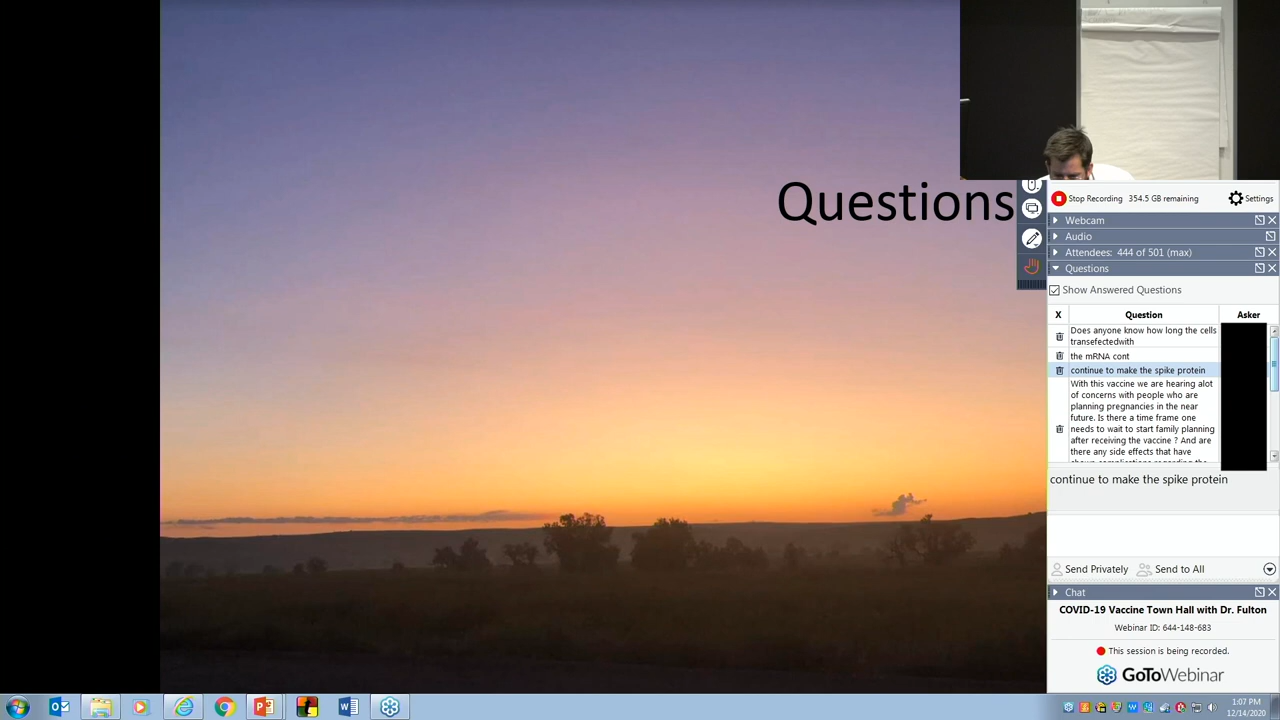 Questions
Stop Recording 354.5 GB remaining Settings
Webcam
Audio
Attendees: 444 of 501 (max)
Questions
Show Answered Questions
X Question Asker
Does anyone know how long the cells
transefectedwith
the mRNA cont
continue to make the spike protein
With this vaccine we are hearing alot
of concerns with people who are
planning pregnancies in the near
future. Is there a time frame one
needs to wait to start family planning
after receiving the vaccine ? And are
there any side effects that have
continue to make the spike protein
Send Privately Send to All
Chat
COVID-19 Vaccine Town Hall with Dr. Fulton
Webinar ID: 644-148-683
This session is being recorded.
GoToWebinar
1:07 PM
12/14/2020